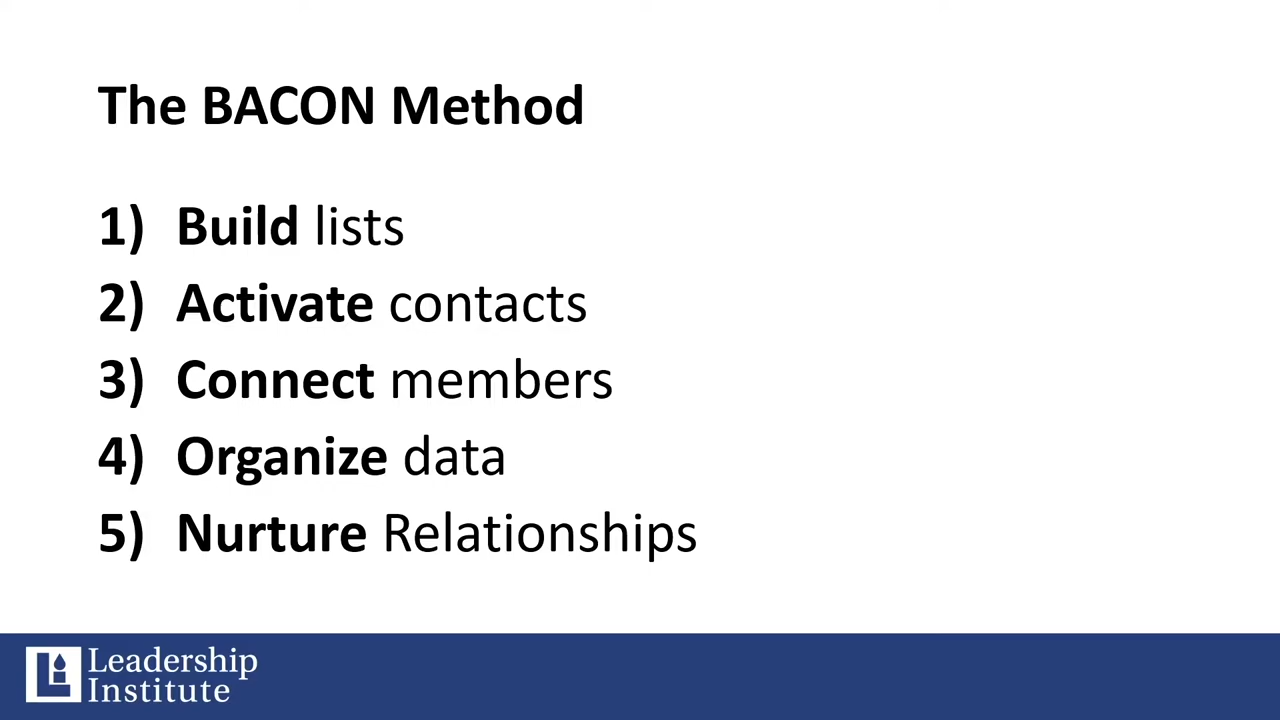 The BACON Method
1) Build lists
2) Activate contacts
3) Connect members
4) Organize data
5) Nurture Relationships
Leadership
Institute